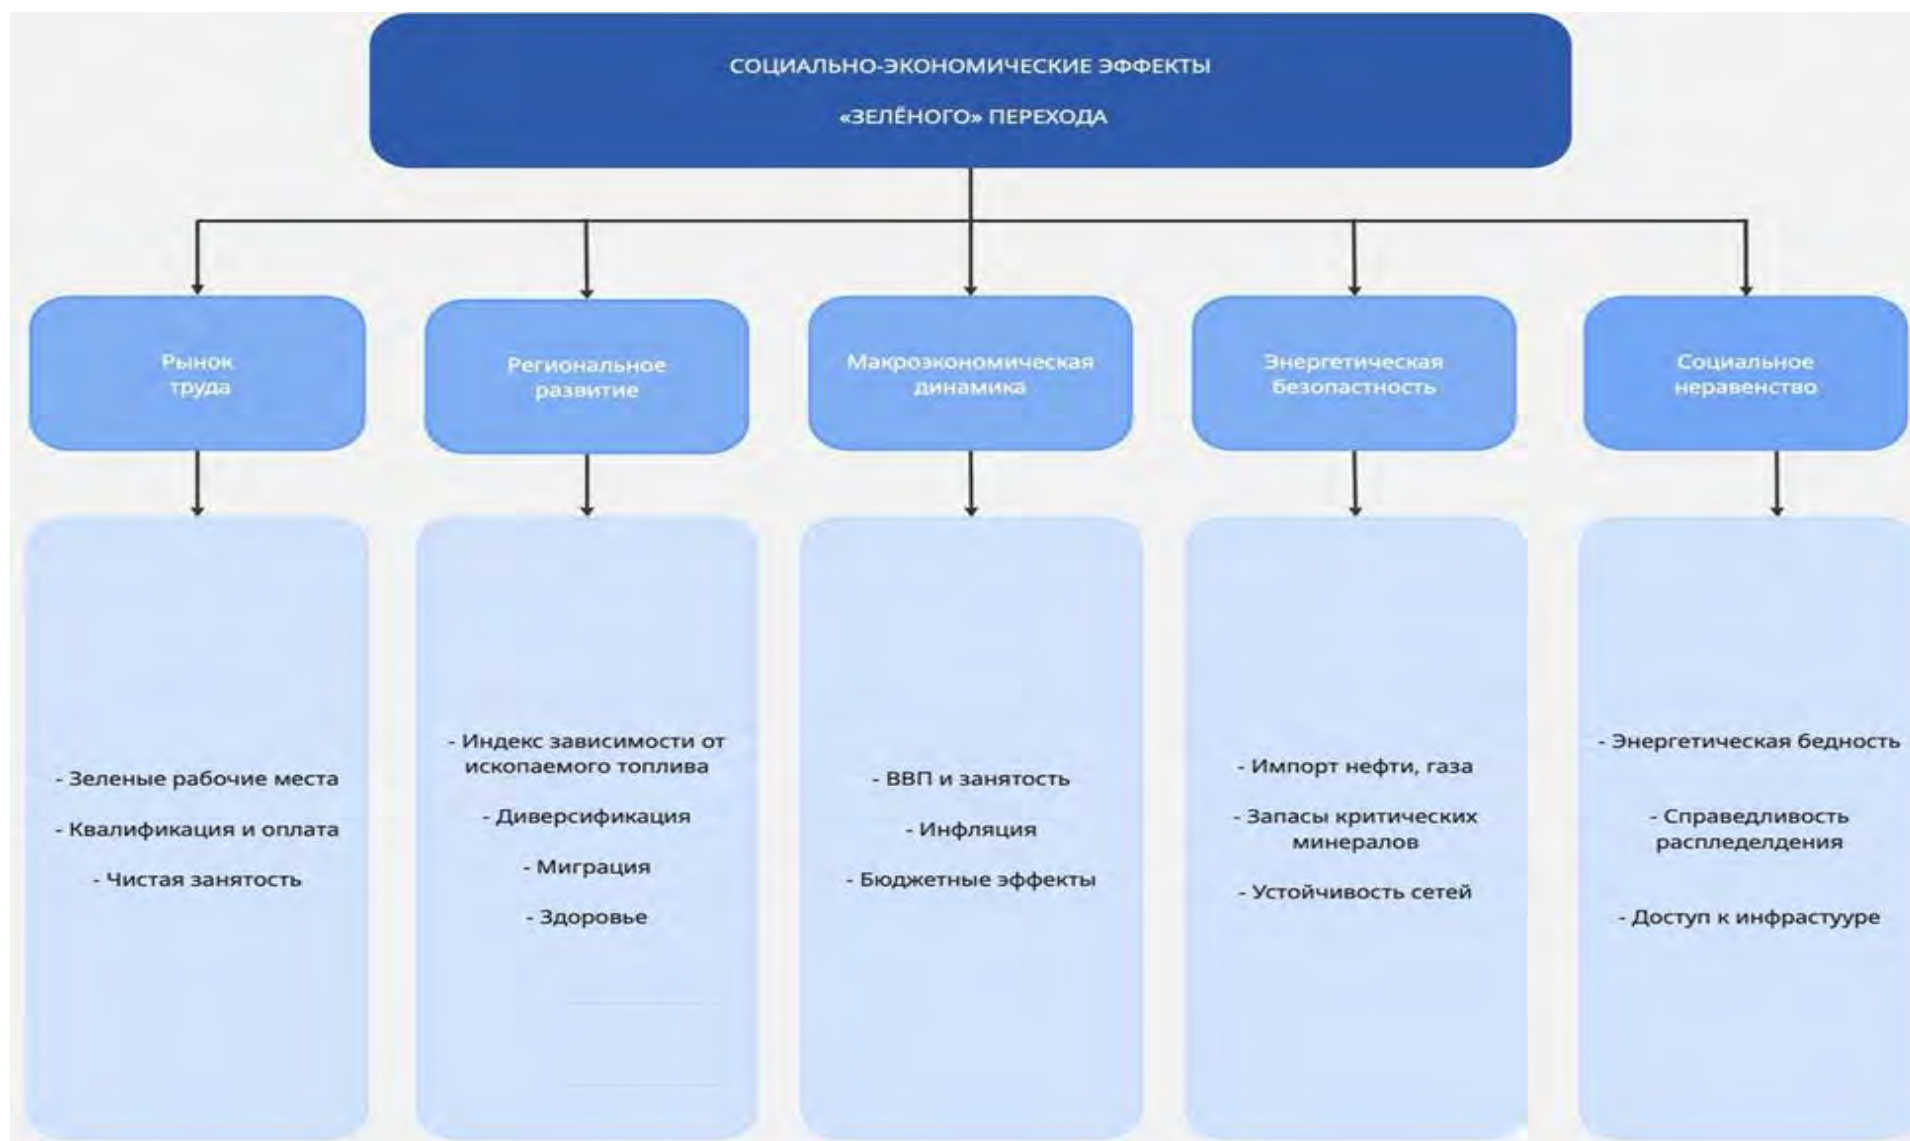 СОЦИАЛЬНО-ЭКОНОМИЧЕСКИЕ ЭФФЕКТЫ
«ЗЕЛЁНОГО» ПЕРЕХОДА
Рынок
труда
Региональное
развитие
Макроэкономическая
динамика
Энергетическая
безопастность
Социальное
неравенство
- Зеленые рабочие места
- Квалификация и оплата
- Чистая занятость
- Индекс зависимости от
ископаемого топлива
- Диверсификация
- Миграция
- Здоровье
- ВВП и занятость
- Инфляция
- Бюджетные эффекты
- Импорт нефти, газа
- Запасы критических
минералов
- Устойчивость сетей
- Энергетическая бедность
- Справедливость
распледелдения
- Доступ к инфрастууре